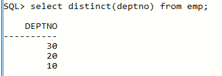 SQL> select distinct(deptno) from emp;
DEPTNO
----------
30
20
10